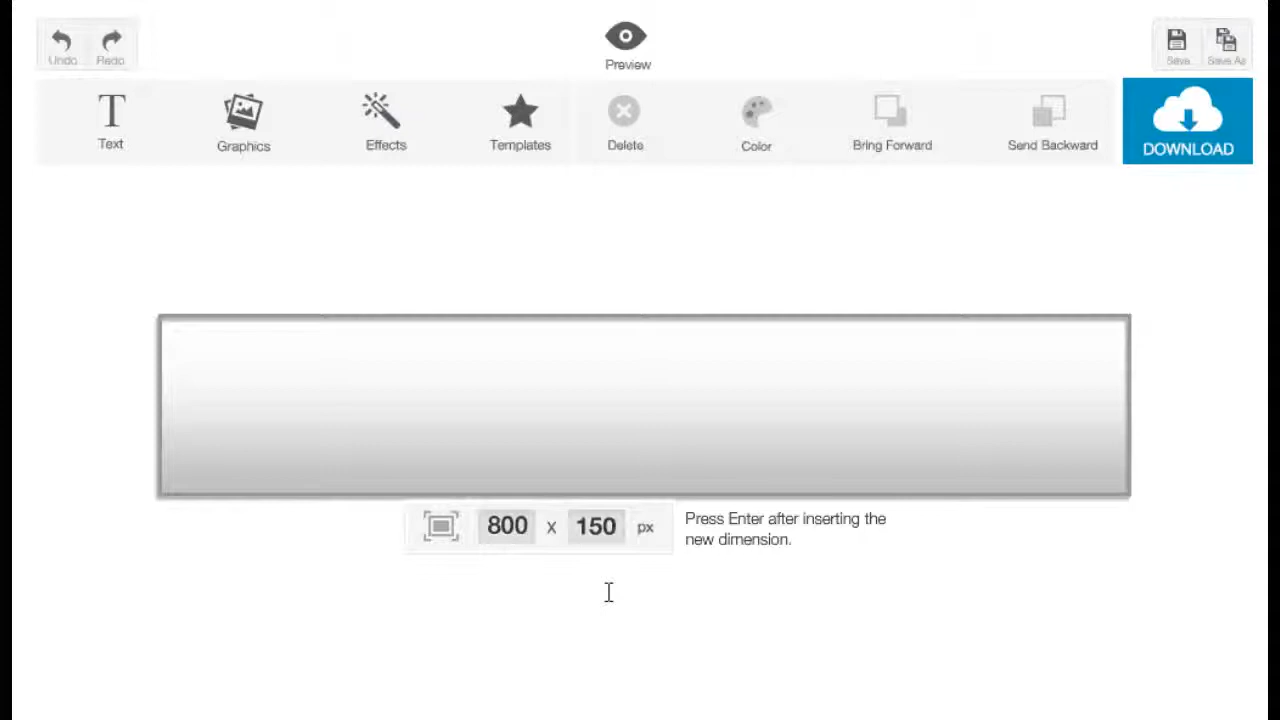 Undo Redo
Preview
Save Save As
Text Graphics Effects Templates Delete Color Bring Forward Send Backward DOWNLOAD
800 x 150 px
Press Enter after inserting the
new dimension.